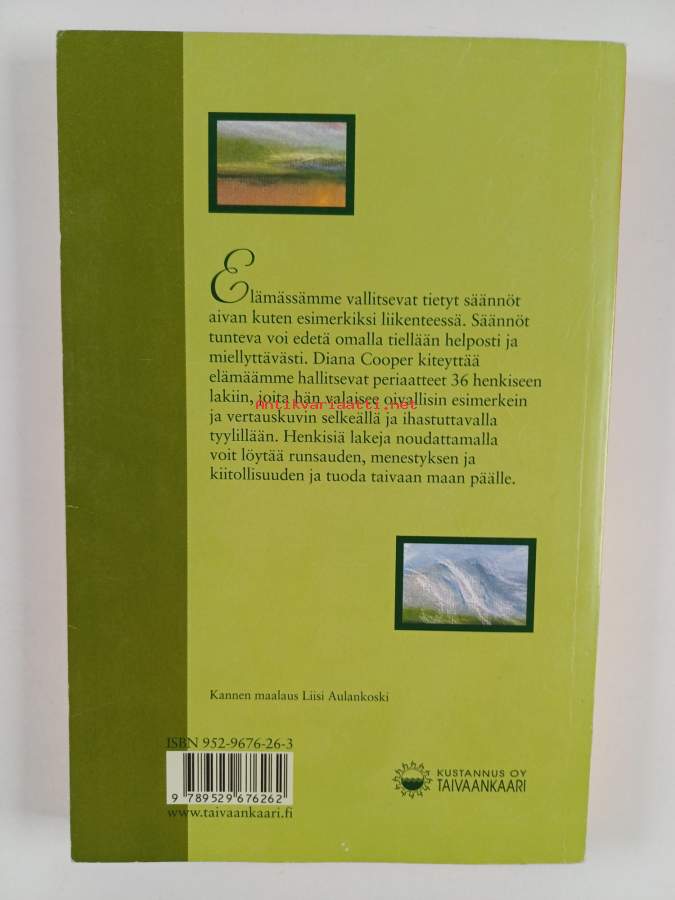 Elämässämme vallitsevat tietyt säännöt
aivan kuten esimerkiksi liikenteessä. Säännöt
tunteva voi edetä omalla tiellään helposti ja
miellyttävästi. Diana Cooper kiteyttää
elämäämme hallitsevat periaatteet 36 henkiseen
lakiin, joita hän valaisee oivallisin esimerkein
Antikvariaatti.net
ja vertauskuvin selkeällä ja ihastuttavalla
tyylillään. Henkisiä lakeja noudattamalla
voit löytää runsauden, menestyksen ja
kiitollisuuden ja tuoda taivaan maan päälle.
Kannen maalaus Liisi Aulankoski
ISBN 952-9676-26-3
9 789529 676262
www.taivaankaari.fi
KUSTANNUS OY
TAIVAANKAARI